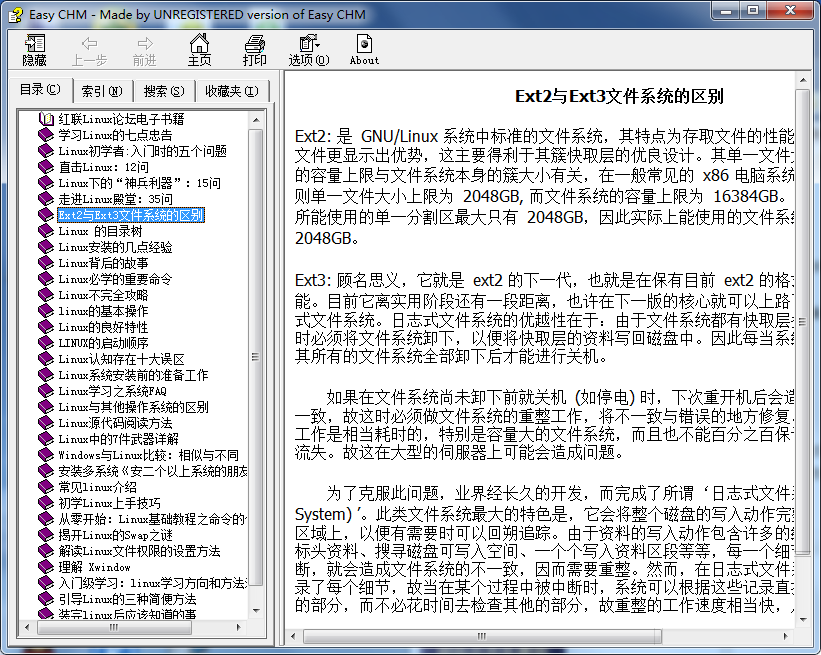 Easy CHM - Made by UNREGISTERED version of Easy CHM
隐藏 上一步 前进 主页 打印 选项(O) About
目录(C) 索引(N) 搜索(S) 收藏夹(I)
红联Linux论坛电子书籍
学习Linux的七点忠告
Linux初学者:入门时的五个问题
直击Linux: 12问
Linux下的“神兵利器”: 15问
走进Linux殿堂: 35问
Ext2与Ext3文件系统的区别
Linux 的目录树
Linux安装的几点经验
Linux背后的故事
Linux必学的重要命令
Linux不完全攻略
linux的基本操作
Linux的良好特性
LINUX的启动顺序
Linux认知存在十大误区
Linux系统安装前的准备工作
Linux学习之系统FAQ
Linux与其他操作系统的区别
Linux源代码阅读方法
Linux中的7件武器详解
Windows与Linux比较: 相似与不同
安装多系统《安二个以上系统的朋友
常见linux介绍
初学Linux上手技巧
从零开始: Linux基础教程之命令的
揭开Linux的Swap之谜
解读Linux文件权限的设置方法
理解 Xwindow
入门级学习: linux学习方向和方法
引导Linux的三种简便方法
装完linux后应该知道的事
Ext2与Ext3文件系统的区别
Ext2: 是 GNU/Linux 系统中标准的文件系统，其特点为存取文件的性能
文件更显示出优势，这主要得利于其簇快取层的优良设计。其单一文件
的容量上限与文件系统本身的簇大小有关，在一般常见的 x86 电脑系统
则单一文件大小上限为 2048GB, 而文件系统的容量上限为 16384GB。
所能使用的单一分割区最大只有 2048GB，因此实际上能使用的文件系
2048GB。
Ext3: 顾名思义，它就是 ext2 的下一代，也就是在保有目前 ext2 的格
能。目前它离实用阶段还有一段距离，也许在下一版的核心就可以上路
式文件系统。日志式文件系统的优越性在于：由于文件系统都有快取层
时必须将文件系统卸下，以便将快取层的资料写回磁盘中。因此每当系
其所有的文件系统全部卸下后才能进行关机。
如果在文件系统尚未卸下前就关机 (如停电) 时，下次重开机后会造
一致，故这时必须做文件系统的重整工作，将不一致与错误的地方修复
工作是相当耗时的，特别是容量大的文件系统，而且也不能百分之百保
流失。故这在大型的伺服器上可能会造成问题。
为了克服此问题，业界经长久的开发，而完成了所谓‘日志式文件
System)’。此类文件系统最大的特色是，它会将整个磁盘的写入动作完
区域上，以便有需要时可以回朔追踪。由于资料的写入动作包含许多的
标头资料、搜寻磁盘可写入空间、一个个写入资料区段等等，每一个细
断，就会造成文件系统的不一致，因而需要重整。然而，在日志式文件
录了每个细节，故当在某个过程中被中断时，系统可以根据这些记录直
的部分，而不必花时间去检查其他的部分，故重整的工作速度相当快，